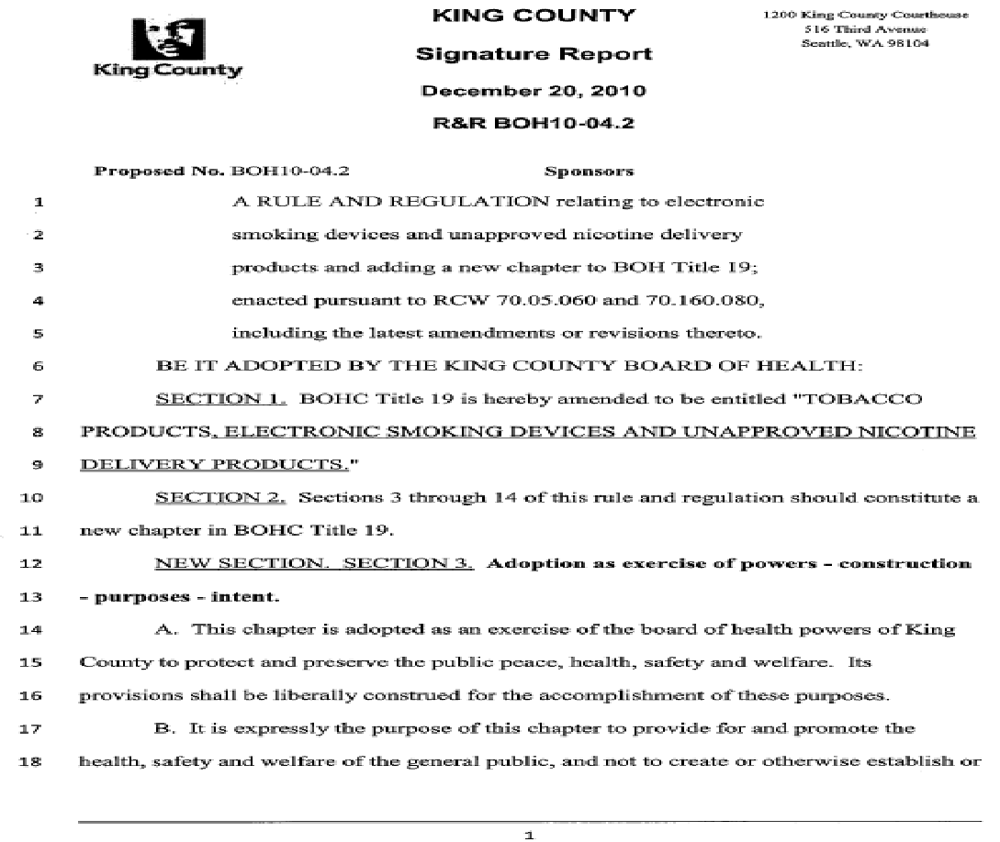 King County
KING COUNTY
Signature Report
December 20, 2010
R&R BOH10-04.2
1200 King County Courthouse
516 Third Avenue
Seattle, WA 98104
Proposed No. BOH10-04.2 Sponsors
1 A RULE AND REGULATION relating to electronic
2 smoking devices and unapproved nicotine delivery
3 products and adding a new chapter to BOH Title 19;
4 enacted pursuant to RCW 70.05.060 and 70.160.080,
5 including the latest amendments or revisions thereto.
6 BE IT ADOPTED BY THE KING COUNTY BOARD OF HEALTH:
7 SECTION 1. BOHC Title 19 is hereby amended to be entitled "TOBACCO
8 PRODUCTS, ELECTRONIC SMOKING DEVICES AND UNAPPROVED NICOTINE
9 DELIVERY PRODUCTS."
10 SECTION 2. Sections 3 through 14 of this rule and regulation should constitute a
11 new chapter in BOHC Title 19.
12 NEW SECTION. SECTION 3. Adoption as exercise of powers - construction
13 - purposes - intent.
14 A. This chapter is adopted as an exercise of the board of health powers of King
15 County to protect and preserve the public peace, health, safety and welfare. Its
16 provisions shall be liberally construed for the accomplishment of these purposes.
17 B. It is expressly the purpose of this chapter to provide for and promote the
18 health, safety and welfare of the general public, and not to create or otherwise establish or
1